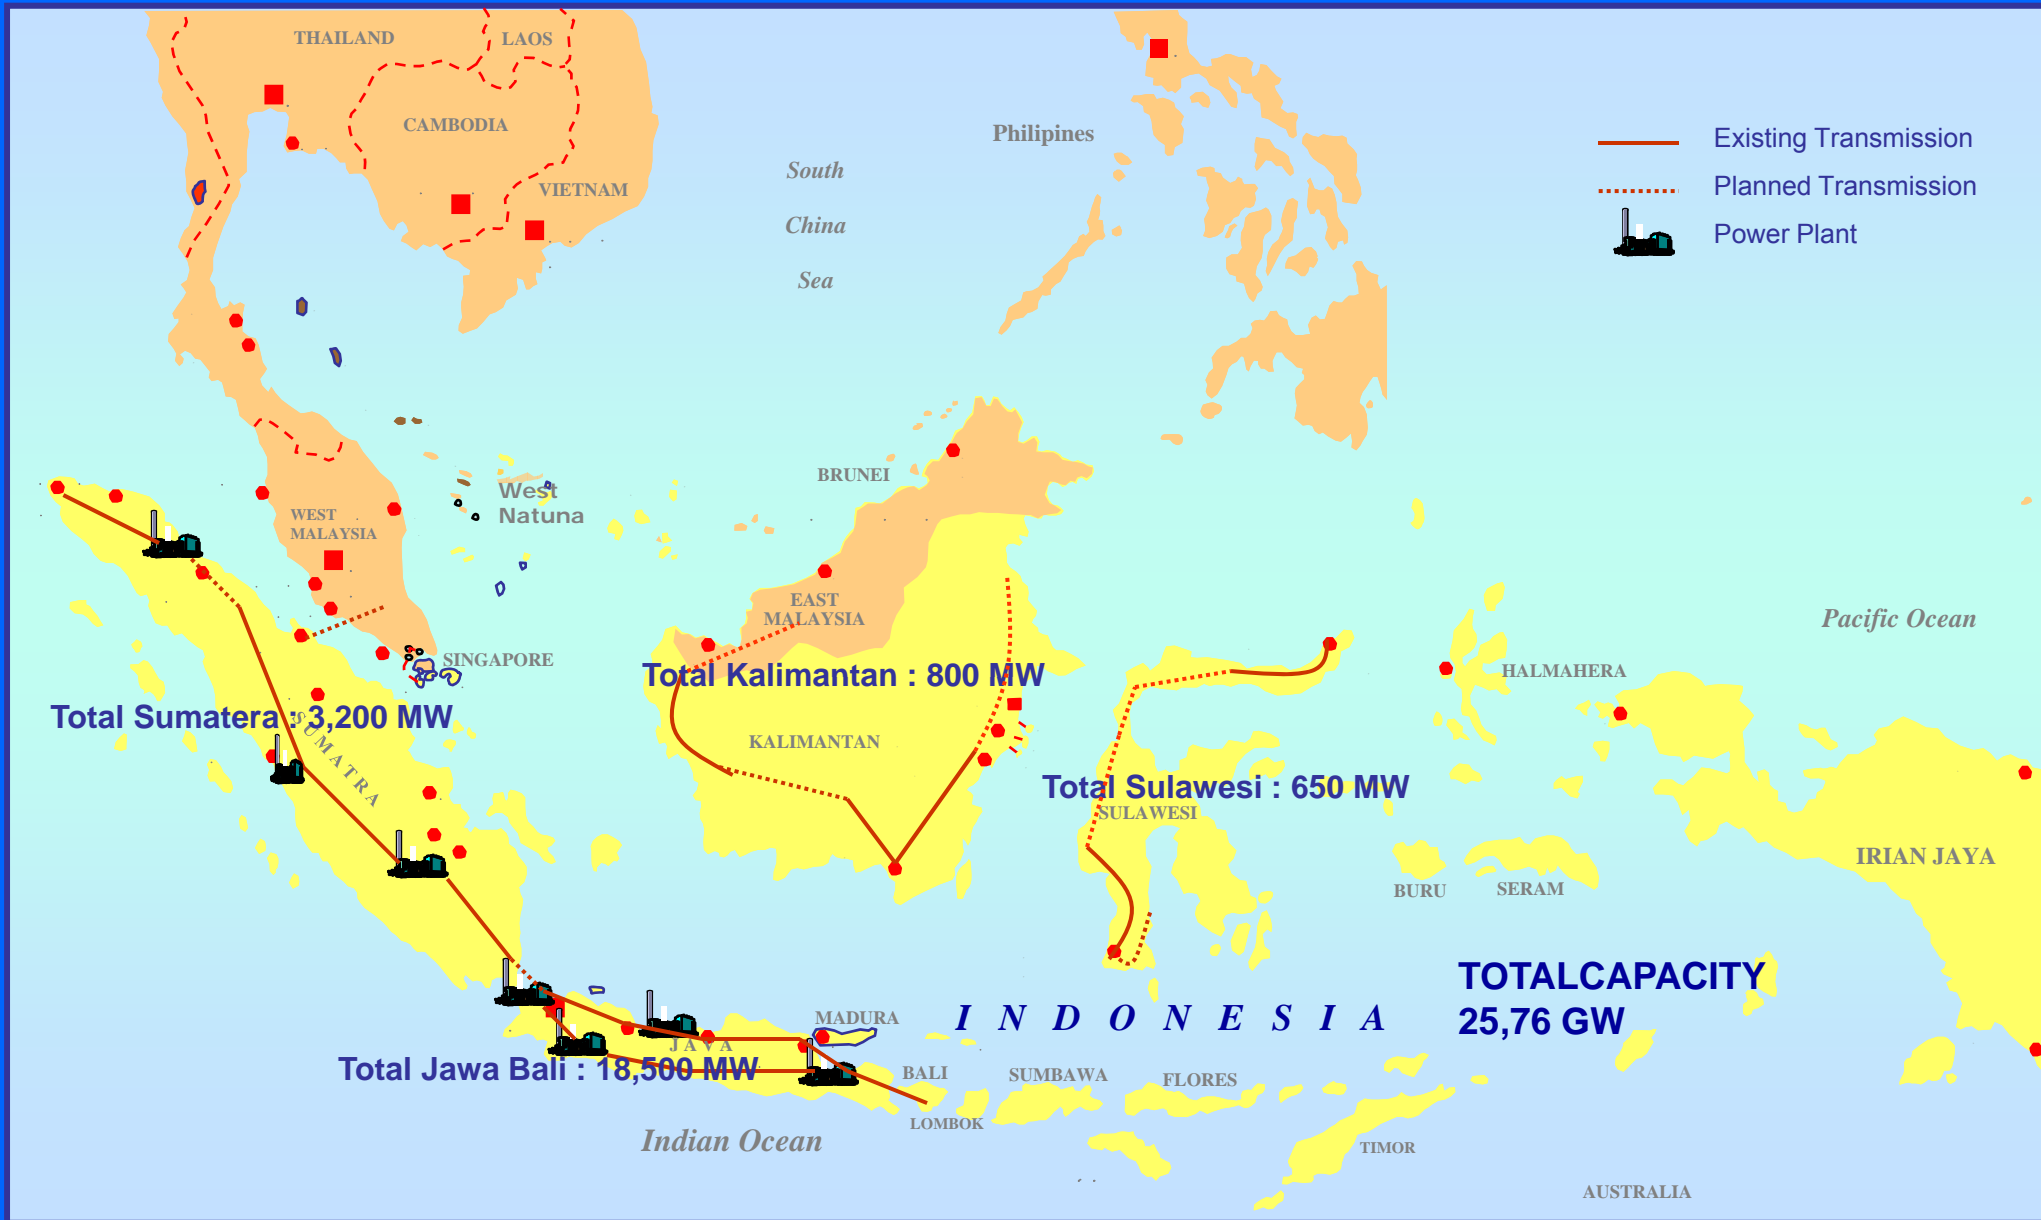 THAILAND
LAOS
CAMBODIA
VIETNAM
South
China
Sea
Philipines
Existing Transmission
Planned Transmission
Power Plant
BRUNEI
West
Natuna
WEST
MALAYSIA
EAST
MALAYSIA
Pacific Ocean
SINGAPORE
Total Kalimantan : 800 MW
HALMAHERA
Total Sumatera : 3,200 MW
SUMATRA
KALIMANTAN
Total Sulawesi : 650 MW
SULAWESI
IRIAN JAYA
BURU
SERAM
TOTALCAPACITY
25,76 GW
INDONESIA
MADURA
JAVA
Total Jawa Bali : 18,500 MW
BALI
SUMBAWA
FLORES
LOMBOK
Indian Ocean
TIMOR
AUSTRALIA